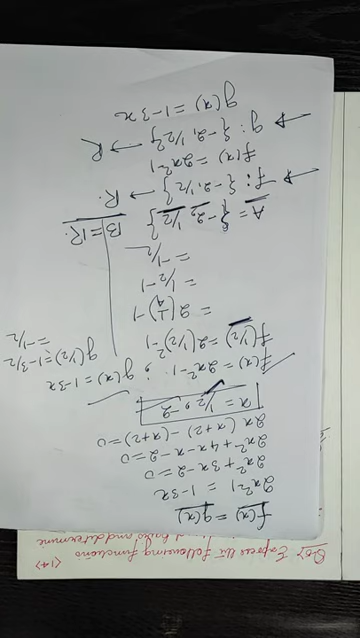 f(x) = g(x)
2x²-1 = 1-3x
2x² + 3x - 2 = 0
2x² + 4x - x - 2 = 0
2x (x+2) - (x+2) = 0
x = 1/2, -2
f(x) = 2x²-1 ; g(x) = 1-3x
f(1/2) = 2(1/2)² - 1 g(1/2) = 1-3/2
= 2(1/4) - 1 = -1/2
= 1/2 - 1
= -1/2
A = { -2, 1/2 } B = R.
f: { -2, 1/2 } → R.
f(x) = 2x²-1
g: { -2, 1/2 } → R
g(x) = 1-3x
Express the following functions
and determine